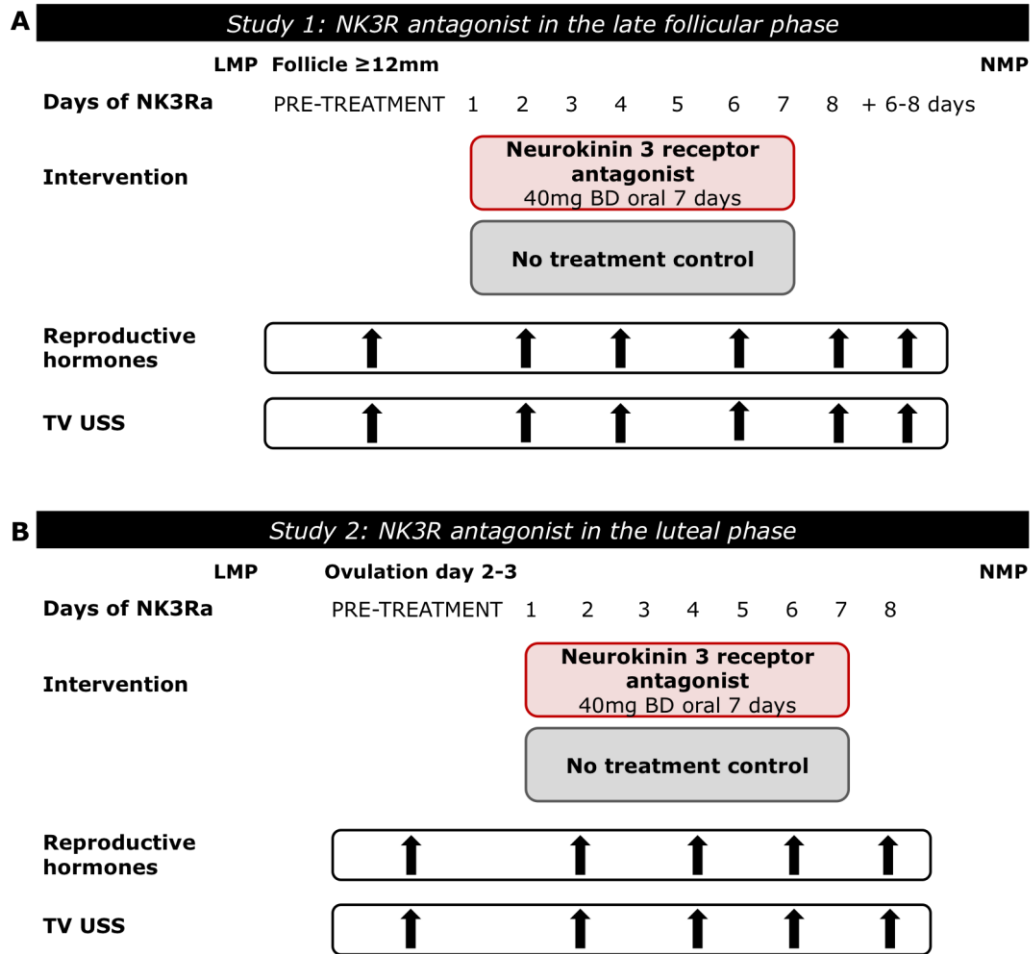 A
Study 1: NK3R antagonist in the late follicular phase
LMP Follicle ≥12mm NMP
Days of NK3Ra PRE-TREATMENT 1 2 3 4 5 6 7 8 + 6-8 days
Intervention
Neurokinin 3 receptor
antagonist
40mg BD oral 7 days
No treatment control
Reproductive
hormones
TV USS
B
Study 2: NK3R antagonist in the luteal phase
LMP Ovulation day 2-3 NMP
Days of NK3Ra PRE-TREATMENT 1 2 3 4 5 6 7 8
Intervention
Neurokinin 3 receptor
antagonist
40mg BD oral 7 days
No treatment control
Reproductive
hormones
TV USS